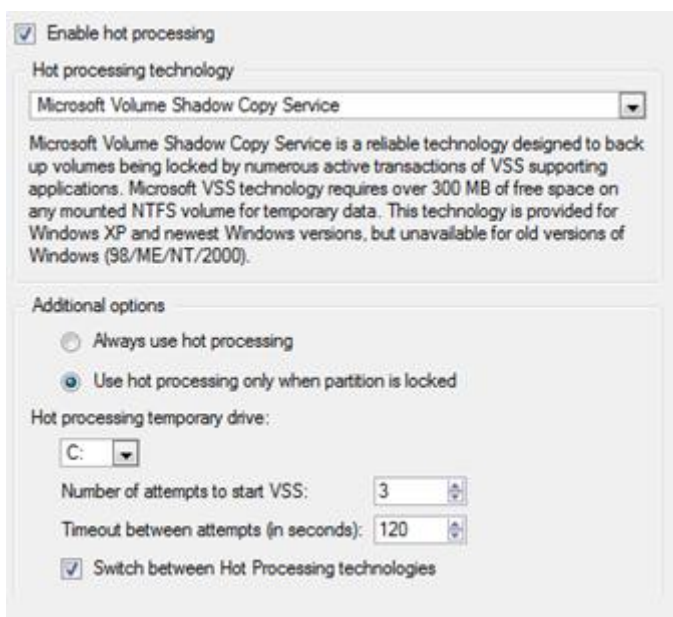 Enable hot processing
Hot processing technology
Microsoft Volume Shadow Copy Service
Microsoft Volume Shadow Copy Service is a reliable technology designed to back
up volumes being locked by numerous active transactions of VSS supporting
applications. Microsoft VSS technology requires over 300 MB of free space on
any mounted NTFS volume for temporary data. This technology is provided for
Windows XP and newest Windows versions, but unavailable for old versions of
Windows (98/ME/NT/2000).
Additional options
Always use hot processing
Use hot processing only when partition is locked
Hot processing temporary drive:
C:
Number of attempts to start VSS: 3
Timeout between attempts (in seconds): 120
Switch between Hot Processing technologies